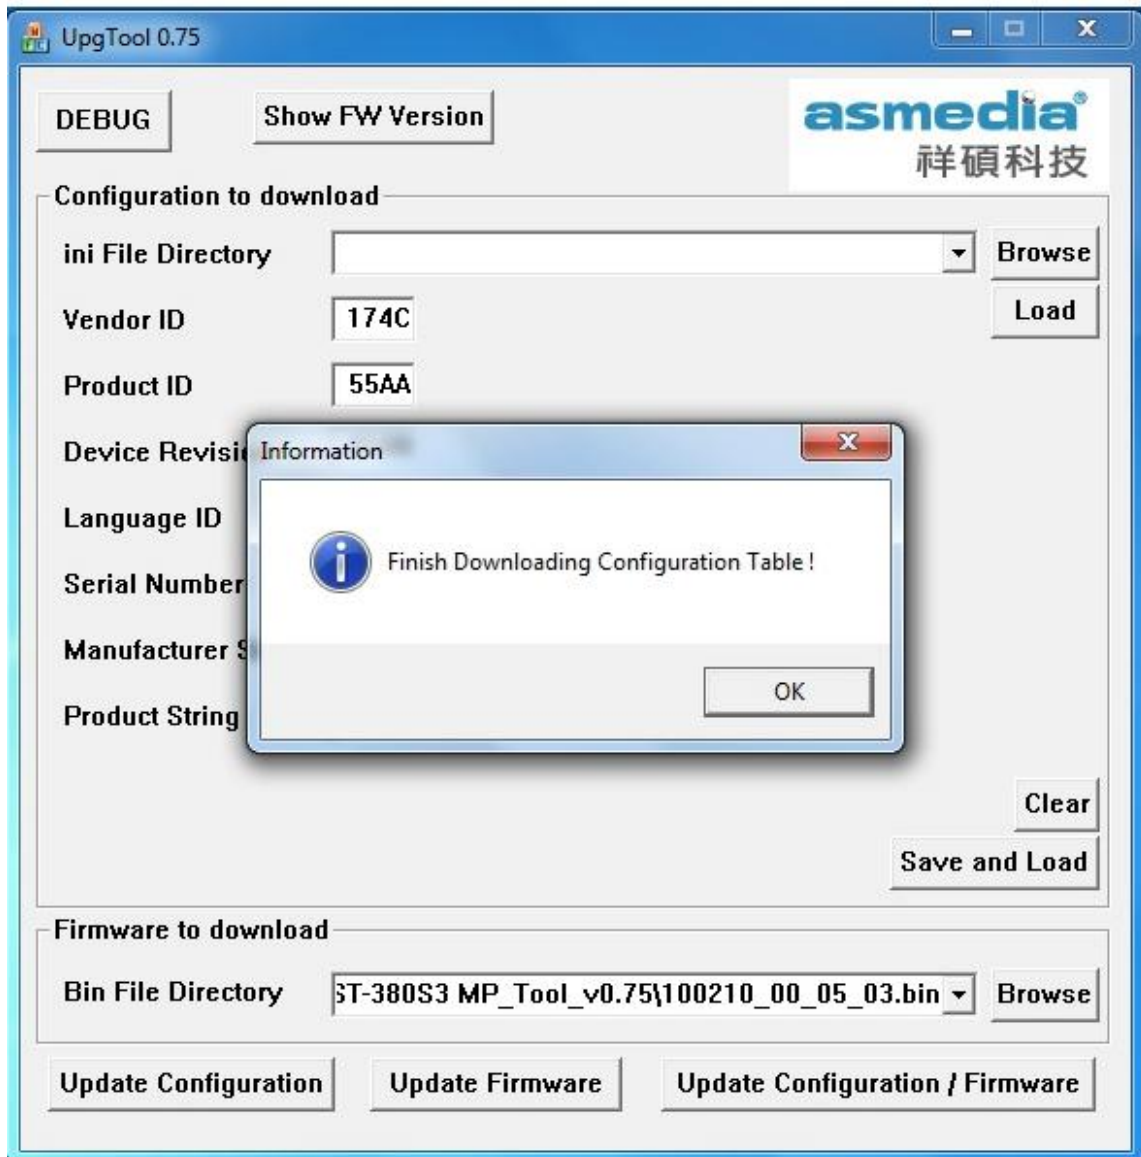 UpgTool 0.75
DEBUG
Show FW Version
asmedia®
祥碩科技
Configuration to download
ini File Directory
Browse
Vendor ID
174C
Load
Product ID
55AA
Device Revisi
Information
Language ID
Finish Downloading Configuration Table !
Serial Number
Manufacturer S
OK
Product String
Clear
Save and Load
Firmware to download
Bin File Directory
ST-380S3 MP_Tool_v0.75\100210_00_05_03.bin
Browse
Update Configuration
Update Firmware
Update Configuration / Firmware